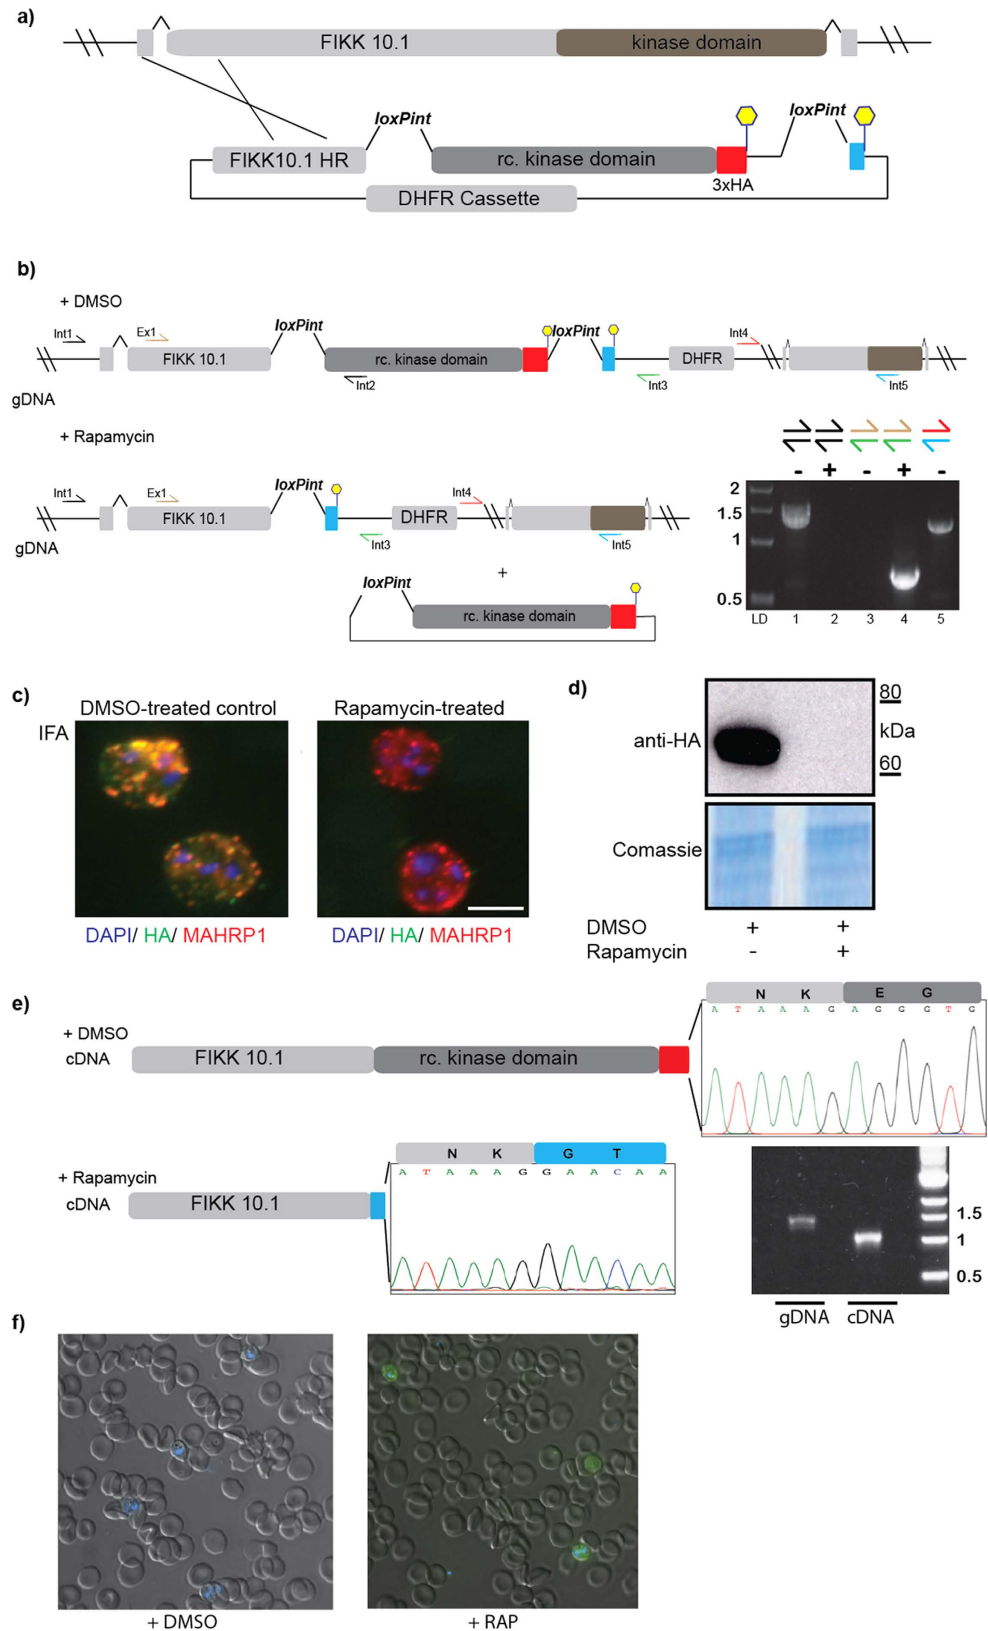 a)
FIKK 10.1
kinase domain
loxPint
loxPint
FIKK10.1 HR
rc. kinase domain
3xHA
DHFR Cassette
b)
+ DMSO
Int1
Ex1
loxPint
loxPint
Int4
FIKK 10.1
rc. kinase domain
DHFR
Int2
Int3
Int5
gDNA
+ Rapamycin
Int1
Ex1
loxPint
Int4
FIKK 10.1
DHFR
gDNA
Int3
Int5
+
loxPint
rc. kinase domain
- + - + -
2
1.5
1
0.5
LD 1 2 3 4 5
c)
DMSO-treated control
Rapamycin-treated
IFA
DAPI/ HA/ MAHRP1
DAPI/ HA/ MAHRP1
d)
anti-HA
80
kDa
60
Comassie
DMSO + +
Rapamycin - +
e)
+ DMSO
cDNA
FIKK 10.1
rc. kinase domain
N K E G
A T A A A G A G G G T G
+ Rapamycin
cDNA
FIKK 10.1
N K G T
A T A A A G G A A C A A
1.5
1
0.5
gDNA cDNA
f)
+ DMSO
+ RAP